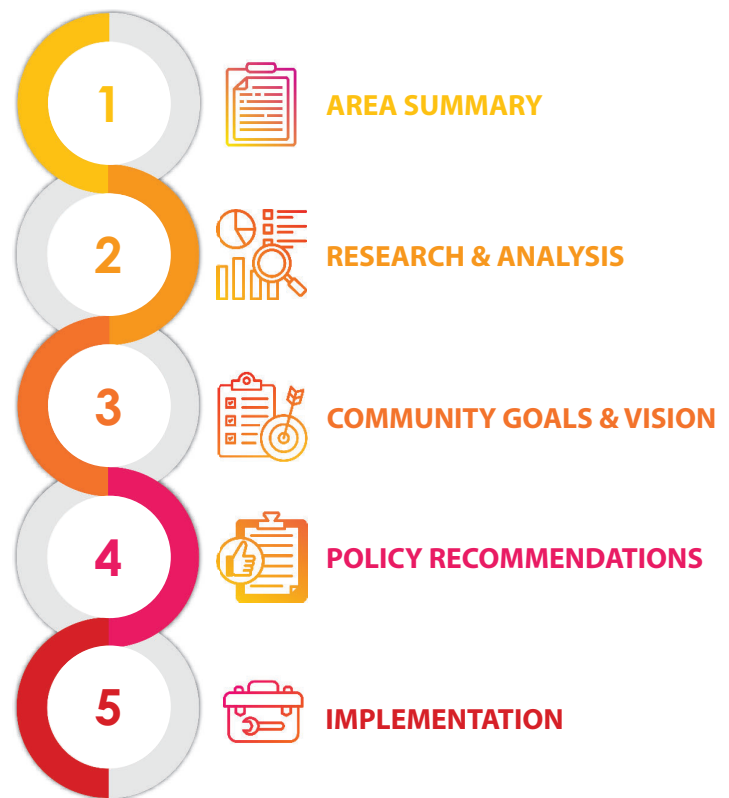 1
AREA SUMMARY
2
RESEARCH & ANALYSIS
3
COMMUNITY GOALS & VISION
4
POLICY RECOMMENDATIONS
5
IMPLEMENTATION